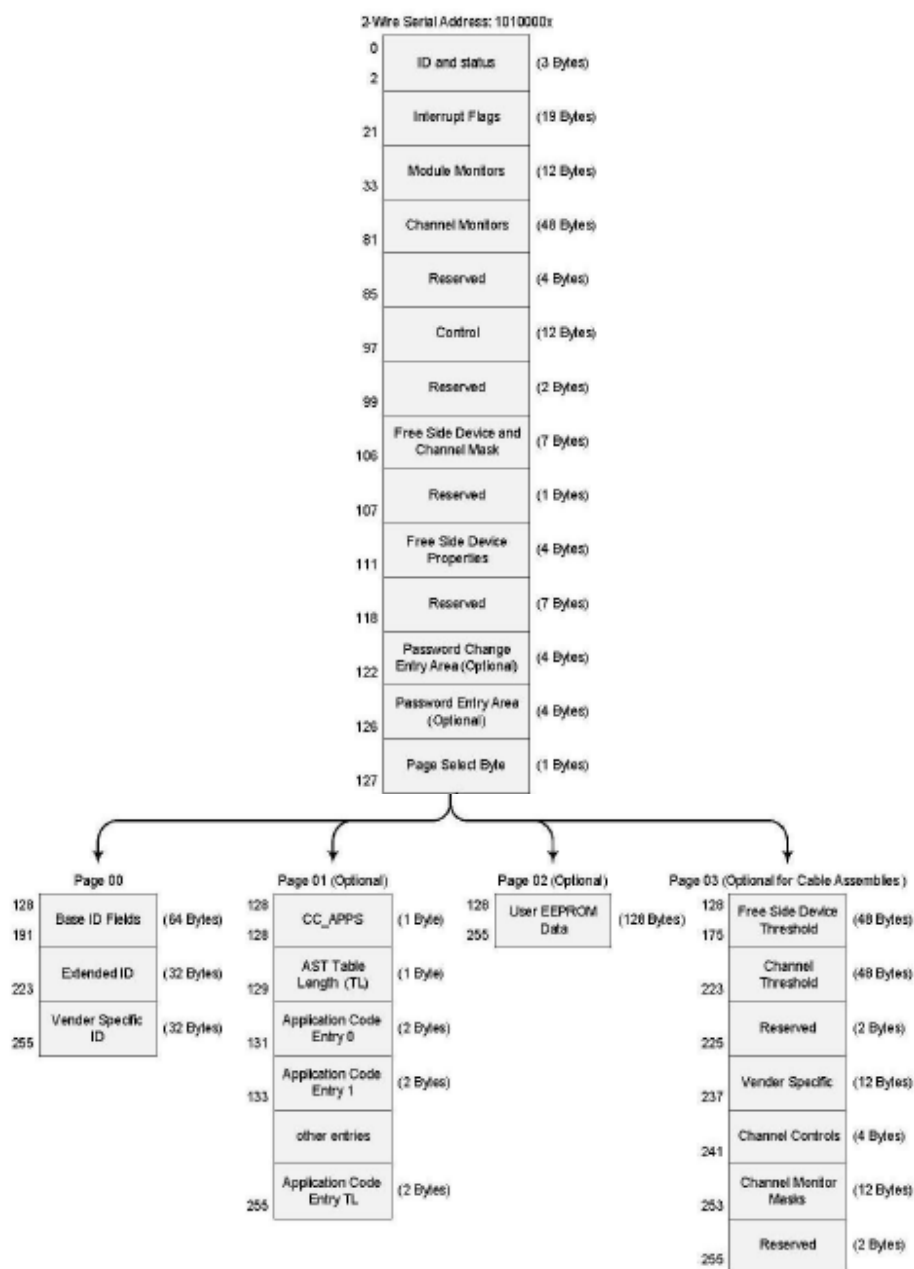 2-Wire Serial Address: 1010000x
0
ID and status (3 Bytes)
2
Interrupt Flags (19 Bytes)
21
Module Monitors (12 Bytes)
33
Channel Monitors (48 Bytes)
81
Reserved (4 Bytes)
85
Control (12 Bytes)
97
Reserved (2 Bytes)
99
Free Side Device and
Channel Mask (7 Bytes)
106
Reserved (1 Bytes)
107
Free Side Device
Properties (4 Bytes)
111
Reserved (7 Bytes)
118
Password Change
Entry Area (Optional) (4 Bytes)
122
Password Entry Area
(Optional) (4 Bytes)
126
Page Select Byte (1 Bytes)
127
Page 00
128
Base ID Fields (64 Bytes)
191
Extended ID (32 Bytes)
223
Vender Specific
ID (32 Bytes)
255
Page 01 (Optional)
128
CC_APPS (1 Byte)
128
AST Table
Length (TL) (1 Byte)
129
Application Code
Entry 0 (2 Bytes)
131
Application Code
Entry 1 (2 Bytes)
133
other entries
Application Code
Entry TL (2 Bytes)
255
Page 02 (Optional)
128
User EEPROM
Data (128 Bytes)
255
Page 03 (Optional for Cable Assemblies)
128
Free Side Device
Threshold (48 Bytes)
175
Channel
Threshold (48 Bytes)
223
Reserved (2 Bytes)
225
Vender Specific (12 Bytes)
237
Channel Controls (4 Bytes)
241
Channel Monitor
Masks (12 Bytes)
253
Reserved (2 Bytes)
255